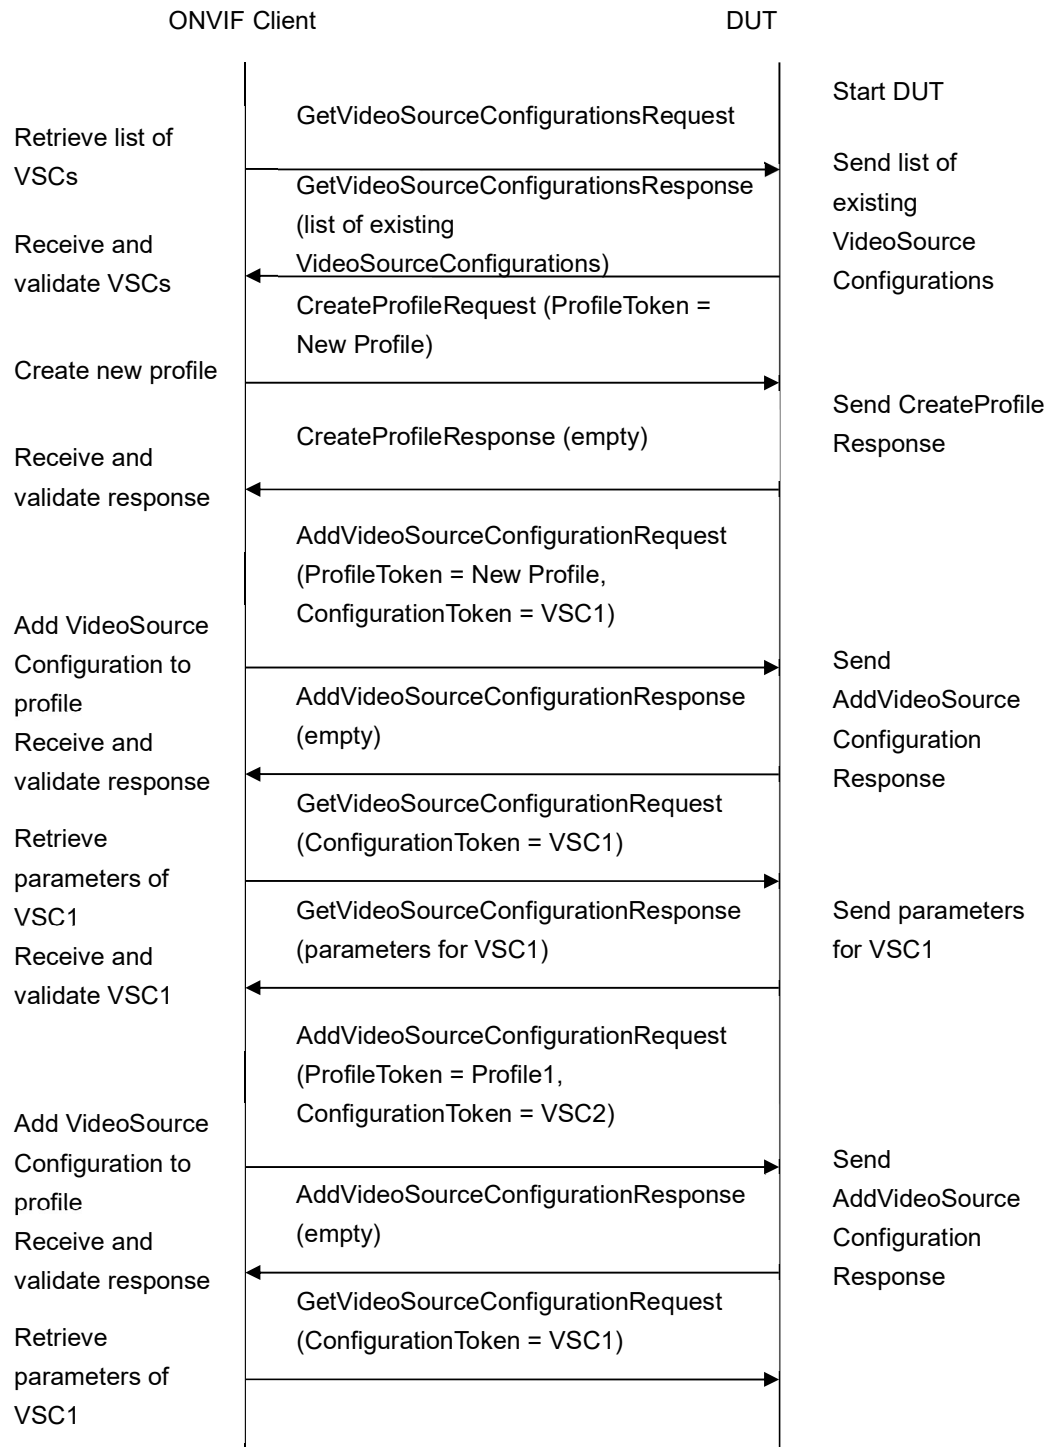 ONVIF Client
DUT
Start DUT
GetVideoSourceConfigurationsRequest
Retrieve list of
VSCs
Send list of
existing
VideoSource
Configurations
GetVideoSourceConfigurationsResponse
(list of existing
VideoSourceConfigurations)
Receive and
validate VSCs
CreateProfileRequest (ProfileToken =
New Profile)
Create new profile
Send CreateProfile
Response
CreateProfileResponse (empty)
Receive and
validate response
AddVideoSourceConfigurationRequest
(ProfileToken = New Profile,
ConfigurationToken = VSC1)
Add VideoSource
Configuration to
profile
Send
AddVideoSource
Configuration
Response
AddVideoSourceConfigurationResponse
(empty)
Receive and
validate response
GetVideoSourceConfigurationRequest
(ConfigurationToken = VSC1)
Retrieve
parameters of
VSC1
Send parameters
for VSC1
GetVideoSourceConfigurationResponse
(parameters for VSC1)
Receive and
validate VSC1
AddVideoSourceConfigurationRequest
(ProfileToken = Profile1,
ConfigurationToken = VSC2)
Add VideoSource
Configuration to
profile
Send
AddVideoSource
Configuration
Response
AddVideoSourceConfigurationResponse
(empty)
Receive and
validate response
GetVideoSourceConfigurationRequest
(ConfigurationToken = VSC1)
Retrieve
parameters of
VSC1